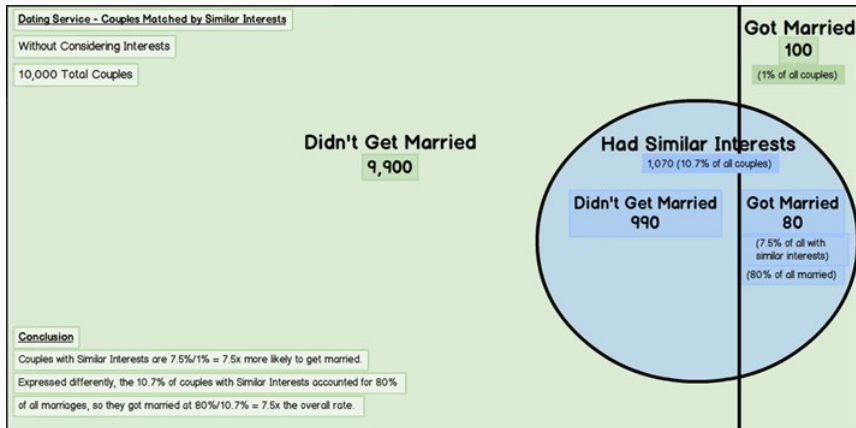 Dating Service - Couples Matched by Similar Interests
Without Considering Interests
10,000 Total Couples
Got Married
100
(1% of all couples)
Didn't Get Married
9,900
Had Similar Interests
1,070 (10.7% of all couples)
Didn't Get Married
990
Got Married
80
(7.5% of all with
similar interests)
(80% of all married)
Conclusion
Couples with Similar Interests are 7.5%/1% = 7.5x more likely to get married.
Expressed differently, the 10.7% of couples with Similar Interests accounted for 80%
of all marriages, so they got married at 80%/10.7% = 7.5x the overall rate.